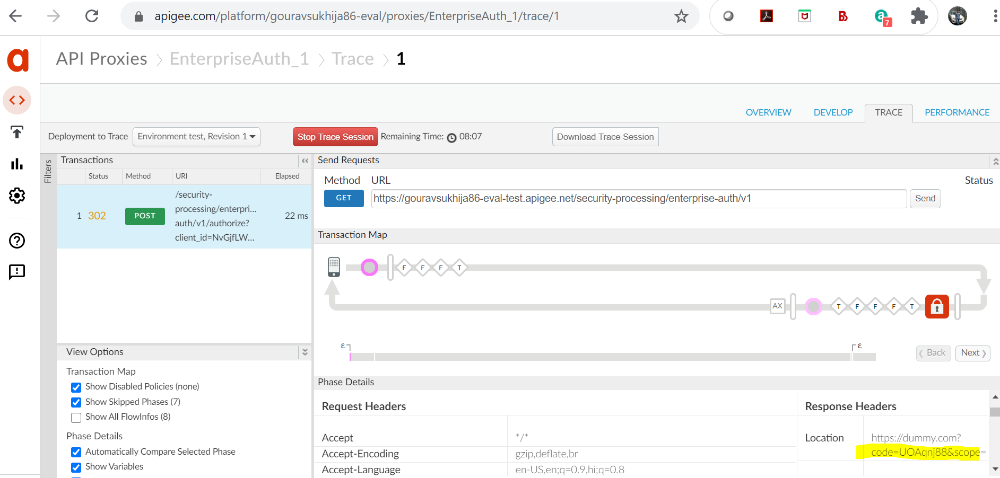 apigee.com/platform/gouravsukhija86-eval/proxies/EnterpriseAuth_1/trace/1
7
API Proxies > EnterpriseAuth_1 > Trace > 1
OVERVIEW DEVELOP TRACE PERFORMANCE
Deployment to Trace Environment test, Revision 1 Stop Trace Session Remaining Time: 08:07 Download Trace Session
Filters
Transactions
Status Method URI Elapsed
1 302 POST 22 ms
/security-
processing/enterpri...
auth/v1/authorize?
client_id=NvGjfLW...
View Options
Transaction Map
Show Disabled Policies (none)
Show Skipped Phases (7)
Show All FlowInfos (8)
Phase Details
Automatically Compare Selected Phase
Show Variables
Send Requests
Method URL Status
GET https://gouravsukhija86-eval-test.apigee.net/security-processing/enterprise-auth/v1 Send
Transaction Map
F F F T
AX T F F F T
ε ε
Back Next
Phase Details
Request Headers
Accept */*
Accept-Encoding gzip,deflate,br
Accept-Language en-US,en;q=0.9,hi;q=0.8
Response Headers
Location https://dummy.com?
code=UOAqnj88&scope=